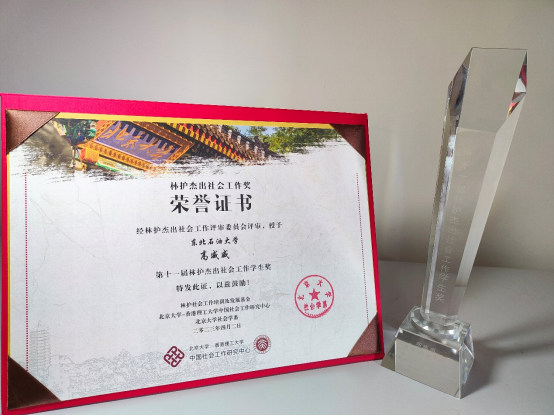 林护杰出社会工作奖
荣誉证书
经林护杰出社会工作评审委员会评审，授予
东北石油大学
高威威
第十一届林护杰出社会工作学生奖
特发此证，以兹鼓励！
林护社会工作培训及发展基金
北京大学-香港理工大学中国社会工作研究中心
北京大学社会学系
二〇二三年四月二日
北京大学—香港理工大学
中国社会工作研究中心